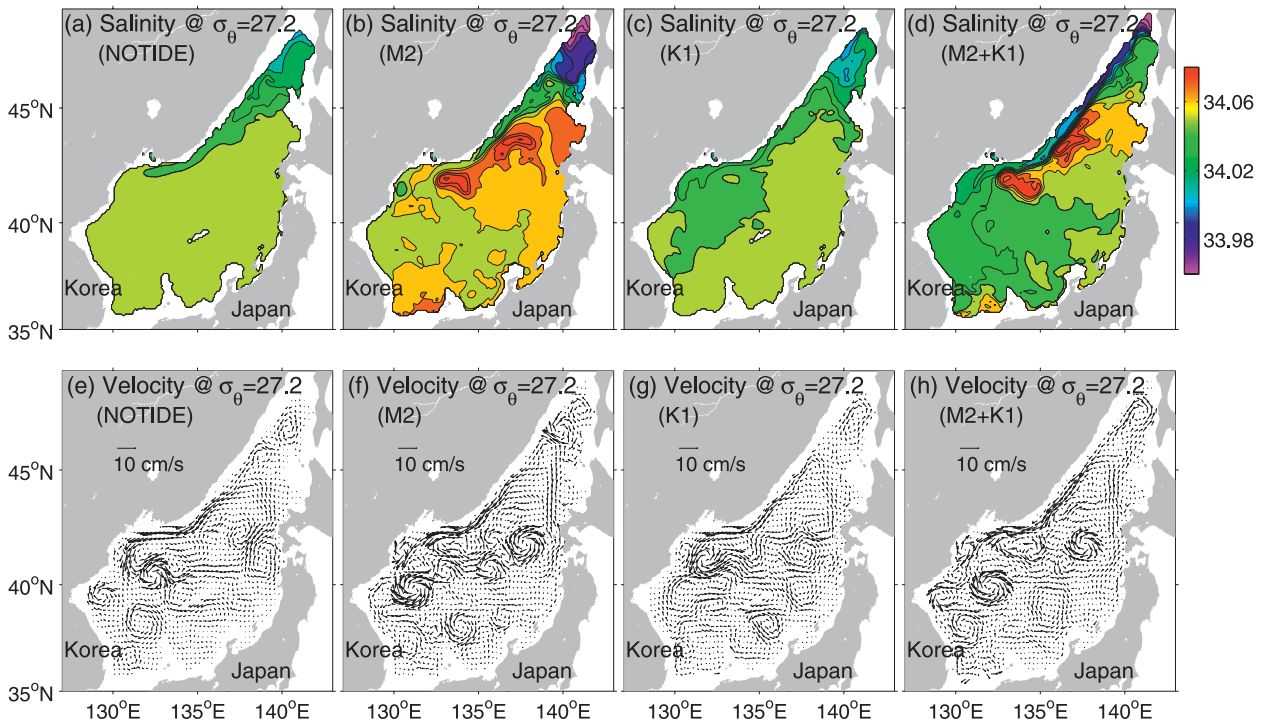 (a) Salinity @ σθ=27.2
(NOTIDE)
(b) Salinity @ σθ=27.2
(M2)
(c) Salinity @ σθ=27.2
(K1)
(d) Salinity @ σθ=27.2
(M2+K1)
45°N
40°N
35°N
Korea
Japan
Korea
Japan
Korea
Japan
Korea
Japan
34.06
34.02
33.98
(e) Velocity @ σθ=27.2
(NOTIDE)
10 cm/s
(f) Velocity @ σθ=27.2
(M2)
10 cm/s
(g) Velocity @ σθ=27.2
(K1)
10 cm/s
(h) Velocity @ σθ=27.2
(M2+K1)
10 cm/s
45°N
40°N
35°N
Korea
Japan
Korea
Japan
Korea
Japan
Korea
Japan
130°E 135°E 140°E
130°E 135°E 140°E
130°E 135°E 140°E
130°E 135°E 140°E